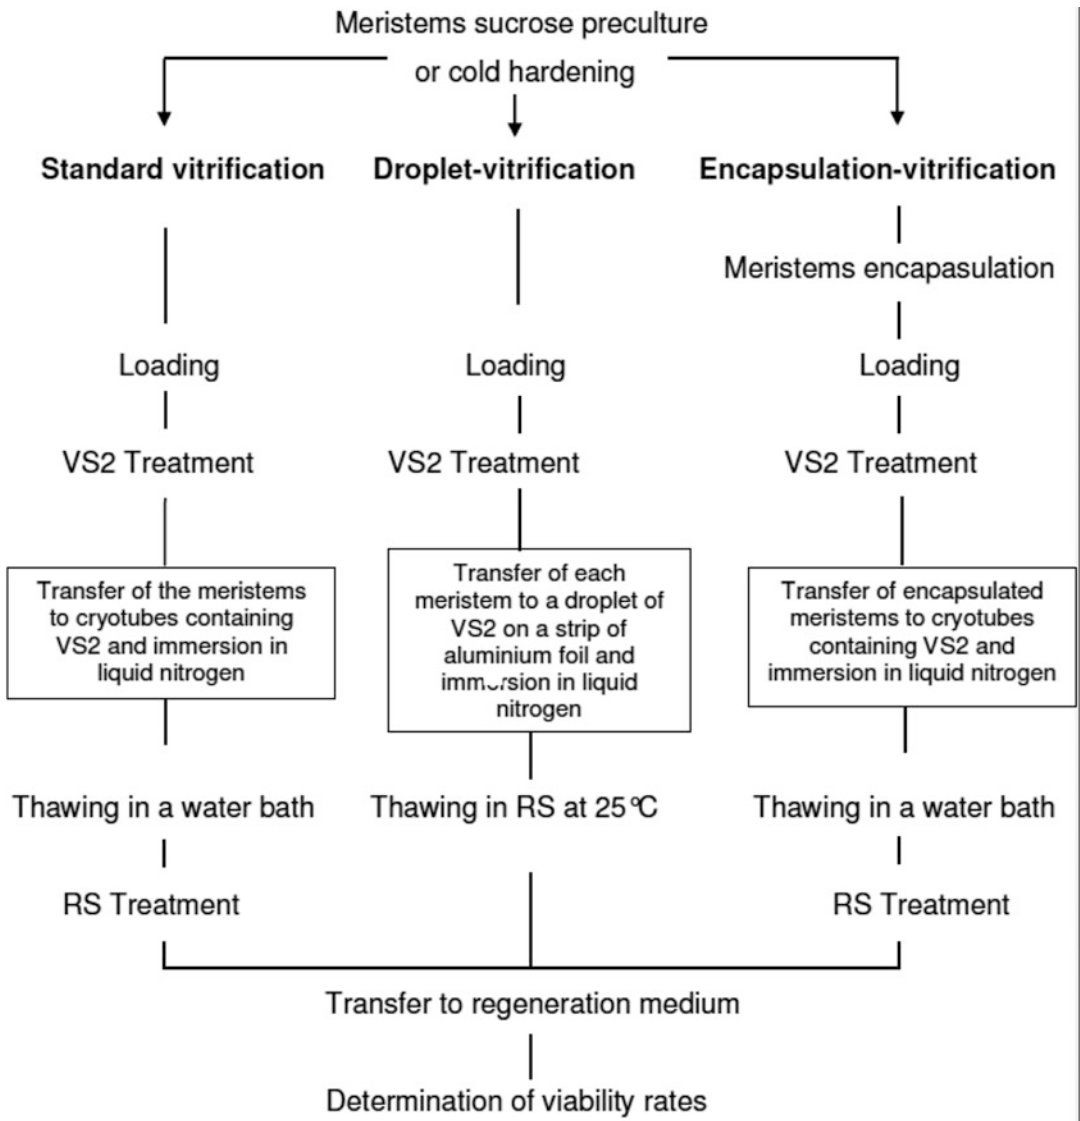 Meristems sucrose preculture
or cold hardening
Standard vitrification
Droplet-vitrification
Encapsulation-vitrification
Meristems encapasulation
Loading
Loading
Loading
VS2 Treatment
VS2 Treatment
VS2 Treatment
Transfer of the meristems
to cryotubes containing
VS2 and immersion in
liquid nitrogen
Transfer of each
meristem to a droplet of
VS2 on a strip of
aluminium foil and
immersion in liquid
nitrogen
Transfer of encapsulated
meristems to cryotubes
containing VS2 and
immersion in liquid nitrogen
Thawing in a water bath
Thawing in RS at 25°C
Thawing in a water bath
RS Treatment
RS Treatment
Transfer to regeneration medium
Determination of viability rates